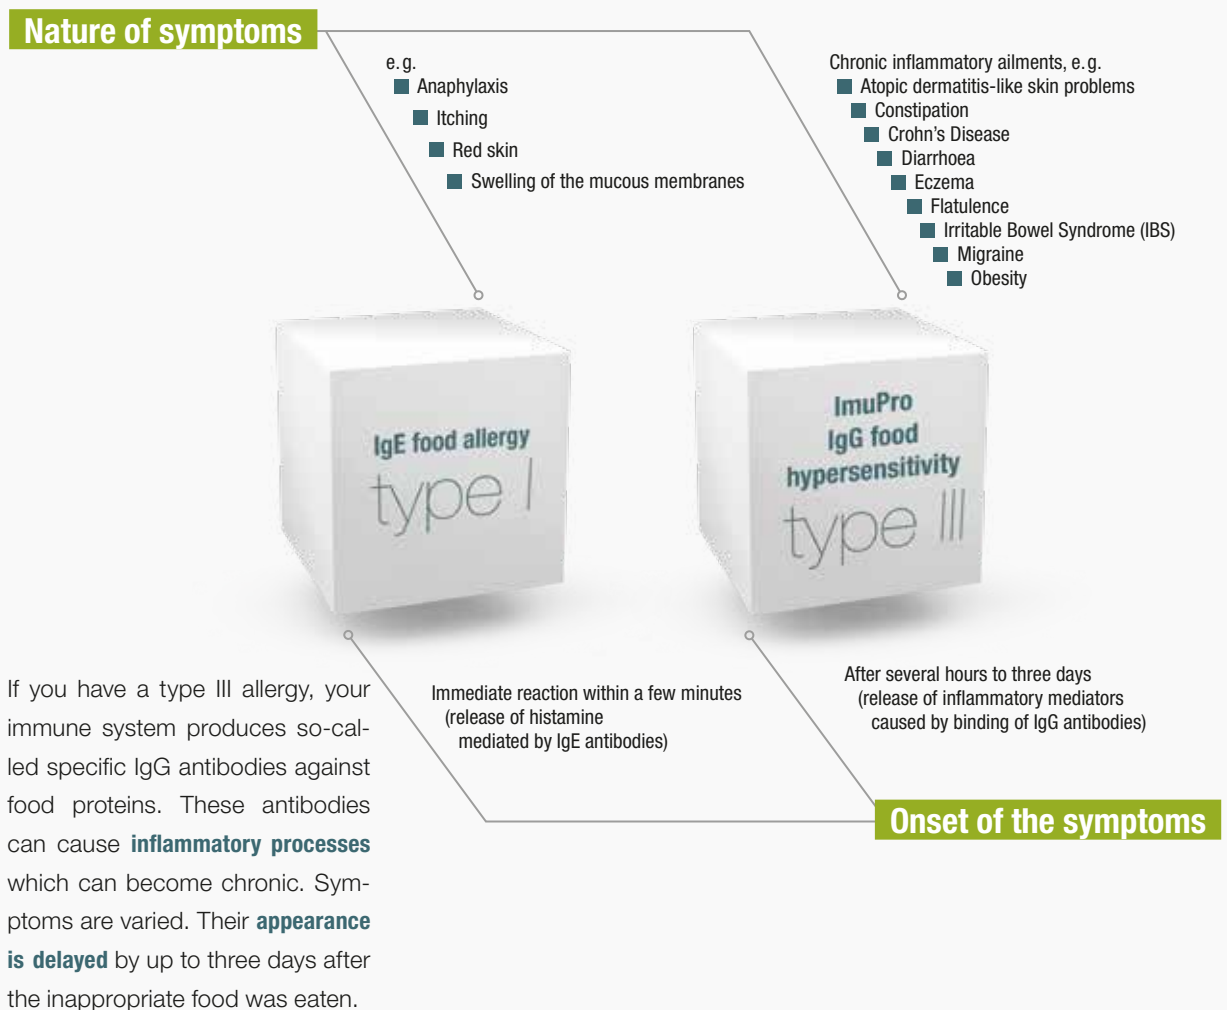 Nature of symptoms
e. g.
Anaphylaxis
Itching
Red skin
Swelling of the mucous membranes
Chronic inflammatory ailments, e. g.
Atopic dermatitis-like skin problems
Constipation
Crohn's Disease
Diarrhoea
Eczema
Flatulence
Irritable Bowel Syndrome (IBS)
Migraine
Obesity
IgE food allergy
type I
ImuPro
IgG food
hypersensitivity
type III
If you have a type III allergy, your
immune system produces so-cal-
led specific IgG antibodies against
food proteins. These antibodies
can cause inflammatory processes
which can become chronic. Sym-
ptoms are varied. Their appearance
is delayed by up to three days after
the inappropriate food was eaten.
Immediate reaction within a few minutes
(release of histamine
mediated by IgE antibodies)
After several hours to three days
(release of inflammatory mediators
caused by binding of IgG antibodies)
Onset of the symptoms